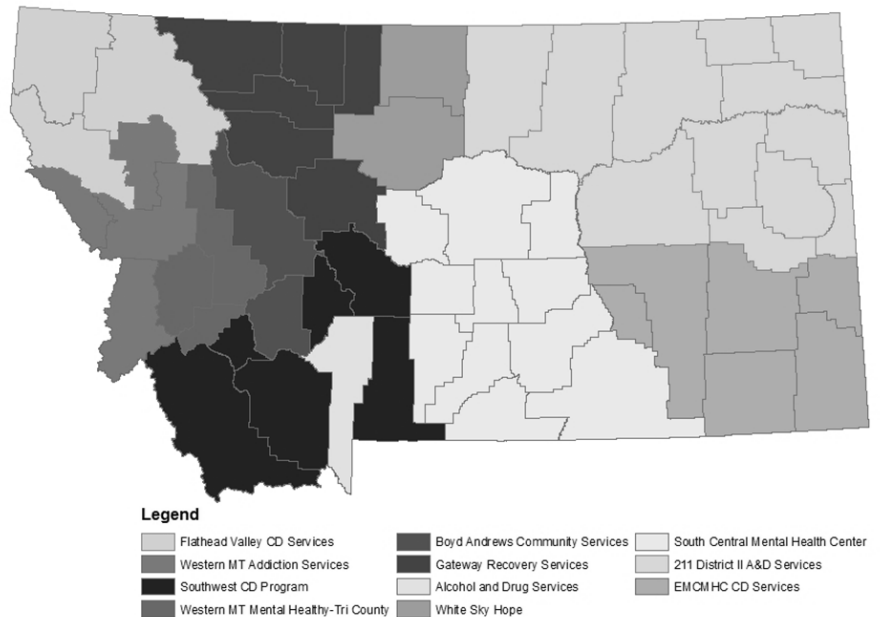 Legend
Flathead Valley CD Services
Western MT Addiction Services
Southwest CD Program
Western MT Mental Healthy-Tri County
Boyd Andrews Community Services
Gateway Recovery Services
Alcohol and Drug Services
White Sky Hope
South Central Mental Health Center
211 District II A&D Services
EMCMHC CD Services